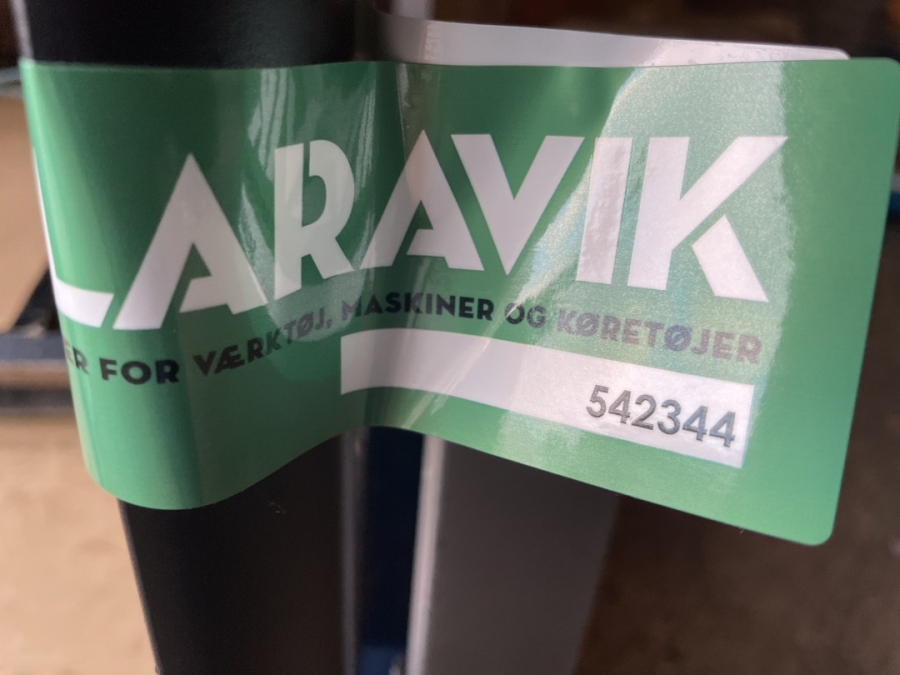 LARAVIK
ER FOR VÆRKTØJ, MASKINER OG KØRETØJER
542344